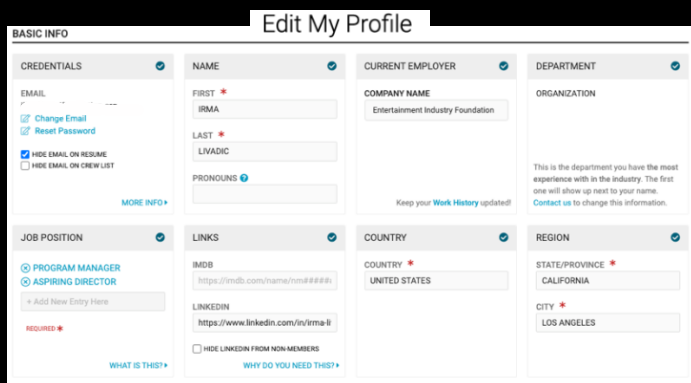 Edit My Profile
BASIC INFO
CREDENTIALS
EMAIL
Change Email
Reset Password
HIDE EMAIL ON RESUME
HIDE EMAIL ON CREW LIST
MORE INFO
NAME
FIRST *
IRMA
LAST *
LIVADIC
PRONOUNS ?
CURRENT EMPLOYER
COMPANY NAME
Entertainment Industry Foundation
Keep your Work History updated!
DEPARTMENT
ORGANIZATION
This is the department you have the most
experience with in the industry. The first
one will show up next to your name.
Contact us to change this information.
JOB POSITION
PROGRAM MANAGER
ASPIRING DIRECTOR
+ Add New Entry Here
REQUIRED *
WHAT IS THIS?
LINKS
IMDB
https://imdb.com/name/nm#####
LINKEDIN
https://www.linkedin.com/in/irma-li
HIDE LINKEDIN FROM NON-MEMBERS
WHY DO YOU NEED THIS?
COUNTRY
COUNTRY *
UNITED STATES
REGION
STATE/PROVINCE *
CALIFORNIA
CITY *
LOS ANGELES